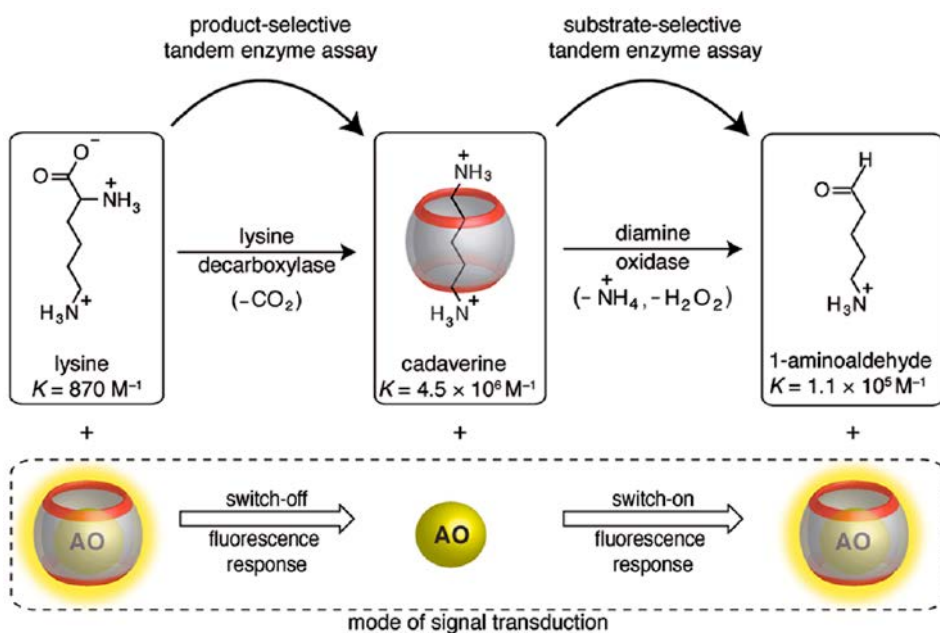 product-selective
tandem enzyme assay
substrate-selective
tandem enzyme assay
O⁻
O
+
NH₃
H₃N
+
lysine
K = 870 M⁻¹
lysine
decarboxylase
(−CO₂)
+
NH₃
H₃N
+
cadaverine
K = 4.5 × 10⁶ M⁻¹
diamine
oxidase
(− N⁺H₄, −H₂O₂)
H
O
H₃N
+
1-aminoaldehyde
K = 1.1 × 10⁵ M⁻¹
+
+
+
AO
switch-off
fluorescence
response
AO
switch-on
fluorescence
response
AO
mode of signal transduction